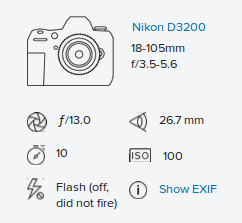 Nikon D3200
18-105mm
f/3.5-5.6
ƒ/13.0
26.7 mm
10
ISO
100
Flash (off,
did not fire)
Show EXIF